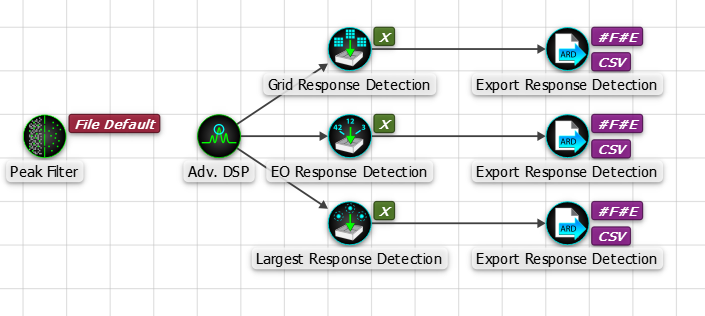 X
#F#E
ARD
CSV
Grid Response Detection
Export Response Detection
File Default
Peak Filter
Adv. DSP
42 12 3
X
#F#E
ARD
CSV
EO Response Detection
Export Response Detection
X
#F#E
ARD
CSV
Largest Response Detection
Export Response Detection